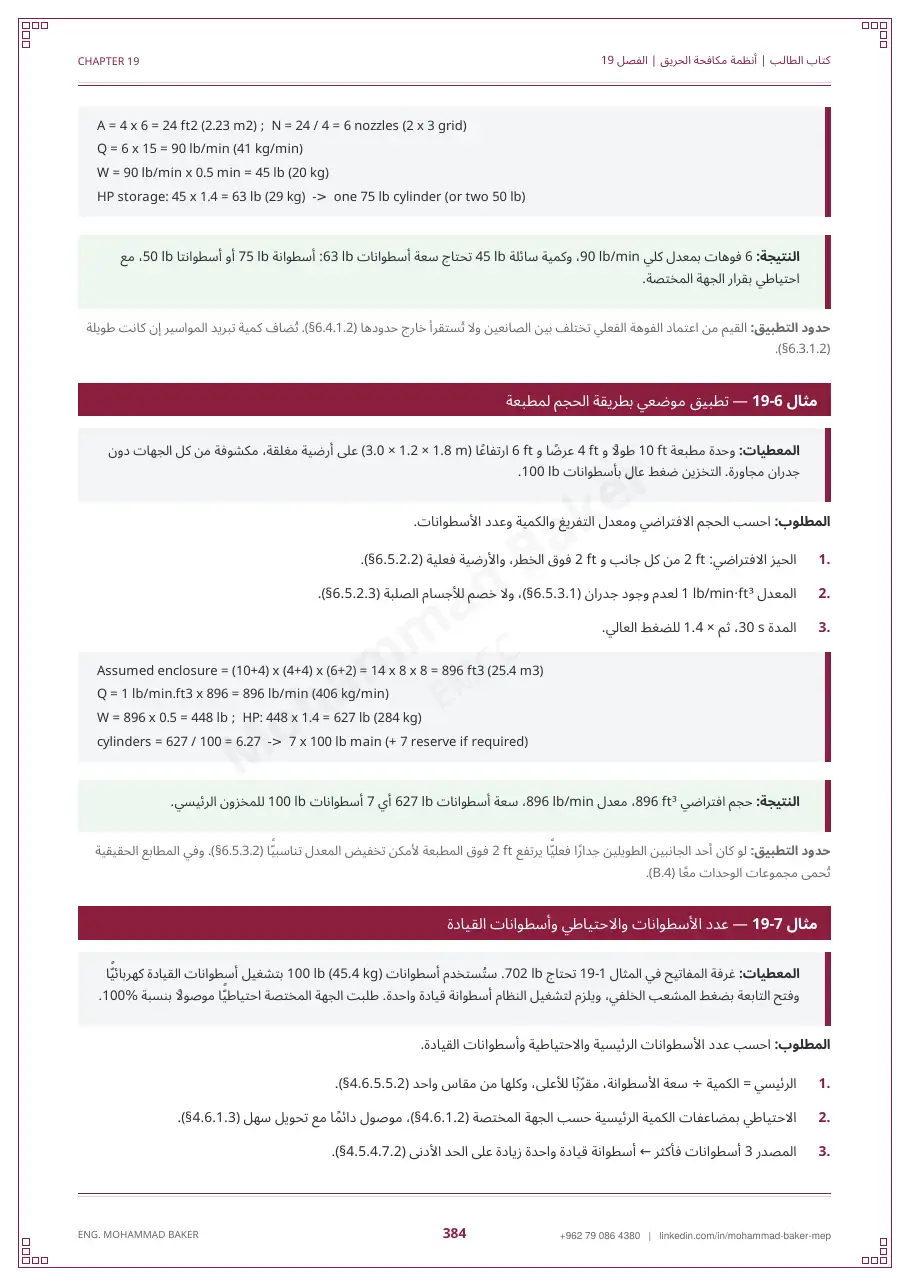 كتاب الطالب | أنظمة مكافحة الحريق | الفصل 19
CHAPTER 19
A = 4 x 6 = 24 ft2 (2.23 m2) ; N = 24 / 4 = 6 nozzles (2 x 3 grid)
Q = 6 x 15 = 90 lb/min (41 kg/min)
W = 90 lb/min x 0.5 min = 45 lb (20 kg)
HP storage: 45 x 1.4 = 63 lb (29 kg) -> one 75 lb cylinder (or two 50 lb)
النتيجة: 6 فوهات بمعدل كلي 90 lb/min، وكمية سائلة 45 lb تحتاج سعة أسطوانات 63 lb: أسطوانة 75 lb أو أسطوانتا 50 lb، مع
احتياطي بقرار الجهة المختصة.
حدود التطبيق: القيم من اعتماد الفوهة الفعلي تختلف بين الصانعين ولا تُستقرأ خارج حدودها (§6.4.1.2). تُضاف كمية تبريد المواسير إن كانت طويلة
(§6.3.1.2).
مثال 6-19 — تطبيق موضعي بطريقة الحجم لمطبعة
المعطيات: وحدة مطبعة 10 ft طولًا و 4 ft عرضًا و 6 ft ارتفاعًا (3.0 × 1.2 × 1.8 m) على أرضية مغلقة، مكشوفة من كل الجهات دون
جدران مجاورة. التخزين ضغط عالٍ بأسطوانات 100 lb.
المطلوب: احسب الحجم الافتراضي ومعدل التفريغ والكمية وعدد الأسطوانات.
1. الحيز الافتراضي: 2 ft من كل جانب و 2 ft فوق الخطر، والأرضية فعلية (§6.5.2.2).
2. المعدل 1 lb/min·ft³ لعدم وجود جدران (§6.5.3.1)، ولا خصم للأجسام الصلبة (§6.5.2.3).
3. المدة 30 s، ثم × 1.4 للضغط العالي.
Assumed enclosure = (10+4) x (4+4) x (6+2) = 14 x 8 x 8 = 896 ft3 (25.4 m3)
Q = 1 lb/min.ft3 x 896 = 896 lb/min (406 kg/min)
W = 896 x 0.5 = 448 lb ; HP: 448 x 1.4 = 627 lb (284 kg)
cylinders = 627 / 100 = 6.27 -> 7 x 100 lb main (+ 7 reserve if required)
النتيجة: حجم افتراضي 896 ft³، معدل 896 lb/min، سعة أسطوانات 627 lb أي 7 أسطوانات 100 lb للمخزون الرئيسي.
حدود التطبيق: لو كان أحد الجانبين الطويلين جدارًا فعليًّا يرتفع 2 ft فوق المطبعة لأمكن تخفيض المعدل تناسبيًّا (§6.5.3.2). وفي المطابع الحقيقية
تُحمى مجموعات الوحدات معًا (B.4).
مثال 7-19 — عدد الأسطوانات والاحتياطي وأسطوانات القيادة
المعطيات: غرفة المفاتيح في المثال 1-19 تحتاج 702 lb. ستُستخدم أسطوانات 100 lb (45.4 kg) بتشغيل أسطوانات القيادة كهربائيًّا
وفتح التابعة بضغط المشعب الخلفي، ويلزم لتشغيل النظام أسطوانة قيادة واحدة. طلبت الجهة المختصة احتياطيًّا موصولًا بنسبة 100%.
المطلوب: احسب عدد الأسطوانات الرئيسية والاحتياطية وأسطوانات القيادة.
1. الرئيسي = الكمية ÷ سعة الأسطوانة، مقرّبًا للأعلى، وكلها من مقاس واحد (§4.6.5.5.2).
2. الاحتياطي بمضاعفات الكمية الرئيسية حسب الجهة المختصة (§4.6.1.2)، موصول دائمًا مع تحويل سهل (§4.6.1.3).
3. المصدر 3 أسطوانات فأكثر ← أسطوانة قيادة واحدة زيادة على الحد الأدنى (§4.5.4.7.2).
ENG. MOHAMMAD BAKER
384
+962 79 086 4380 | linkedin.com/in/mohammad-baker-mep
Mohammad Baker